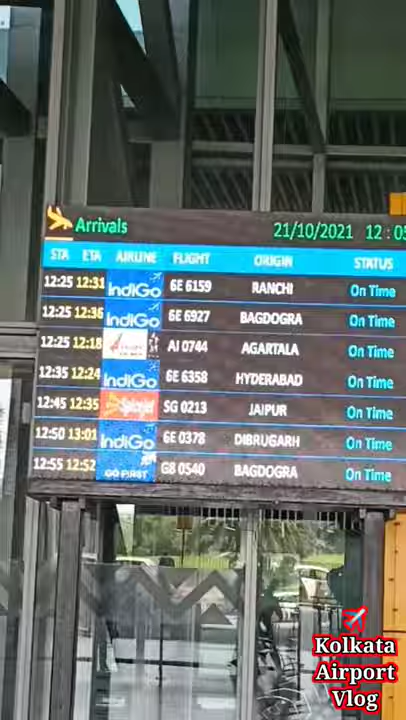 Arrivals 21/10/2021 12:05
STA ETA AIRLINE FLIGHT ORIGIN STATUS
12:25 12:31 IndiGo 6E 6159 RANCHI On Time
12:25 12:36 IndiGo 6E 6927 BAGDOGRA On Time
12:25 12:18 AI 0744 AGARTALA On Time
12:35 12:24 IndiGo 6E 6358 HYDERABAD On Time
12:45 12:35 SpiceJet SG 0213 JAIPUR On Time
12:50 13:01 IndiGo 6E 0378 DIBRUGARH On Time
12:55 12:52 GO FIRST G8 0540 BAGDOGRA On Time
Kolkata
Airport
Vlog